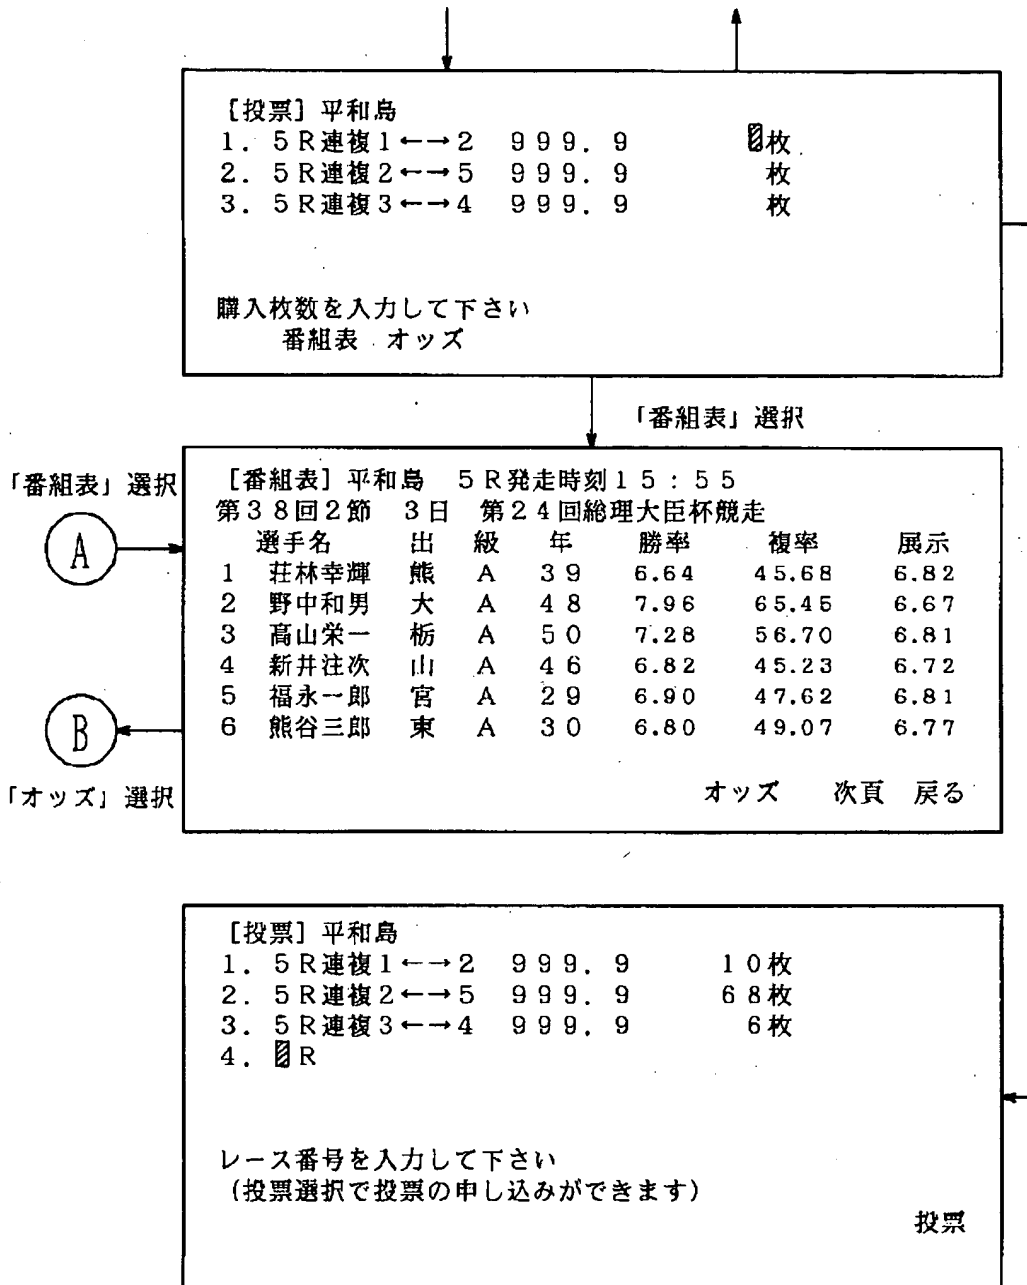 [投票] 平和島
1. 5R連複1←→2 999.9 枚
2. 5R連複2←→5 999.9 枚
3. 5R連複3←→4 999.9 枚
購入枚数を入力して下さい
番組表 オッズ
「番組表」選択
「番組表」選択
A
[番組表] 平和島 5R発走時刻15:55
第38回2節 3日 第24回総理大臣杯競走
選手名 出 級 年 勝率 複率 展示
1 荘林幸輝 熊 A 39 6.64 45.68 6.82
2 野中和男 大 A 48 7.96 65.45 6.67
3 高山栄一 栃 A 50 7.28 56.70 6.81
4 新井注次 山 A 46 6.82 45.23 6.72
5 福永一郎 宮 A 29 6.90 47.62 6.81
6 熊谷三郎 東 A 30 6.80 49.07 6.77
オッズ 次頁 戻る
B
「オッズ」選択
[投票] 平和島
1. 5R連複1←→2 999.9 10枚
2. 5R連複2←→5 999.9 68枚
3. 5R連複3←→4 999.9 6枚
4. R
レース番号を入力して下さい
(投票選択で投票の申し込みができます)
投票